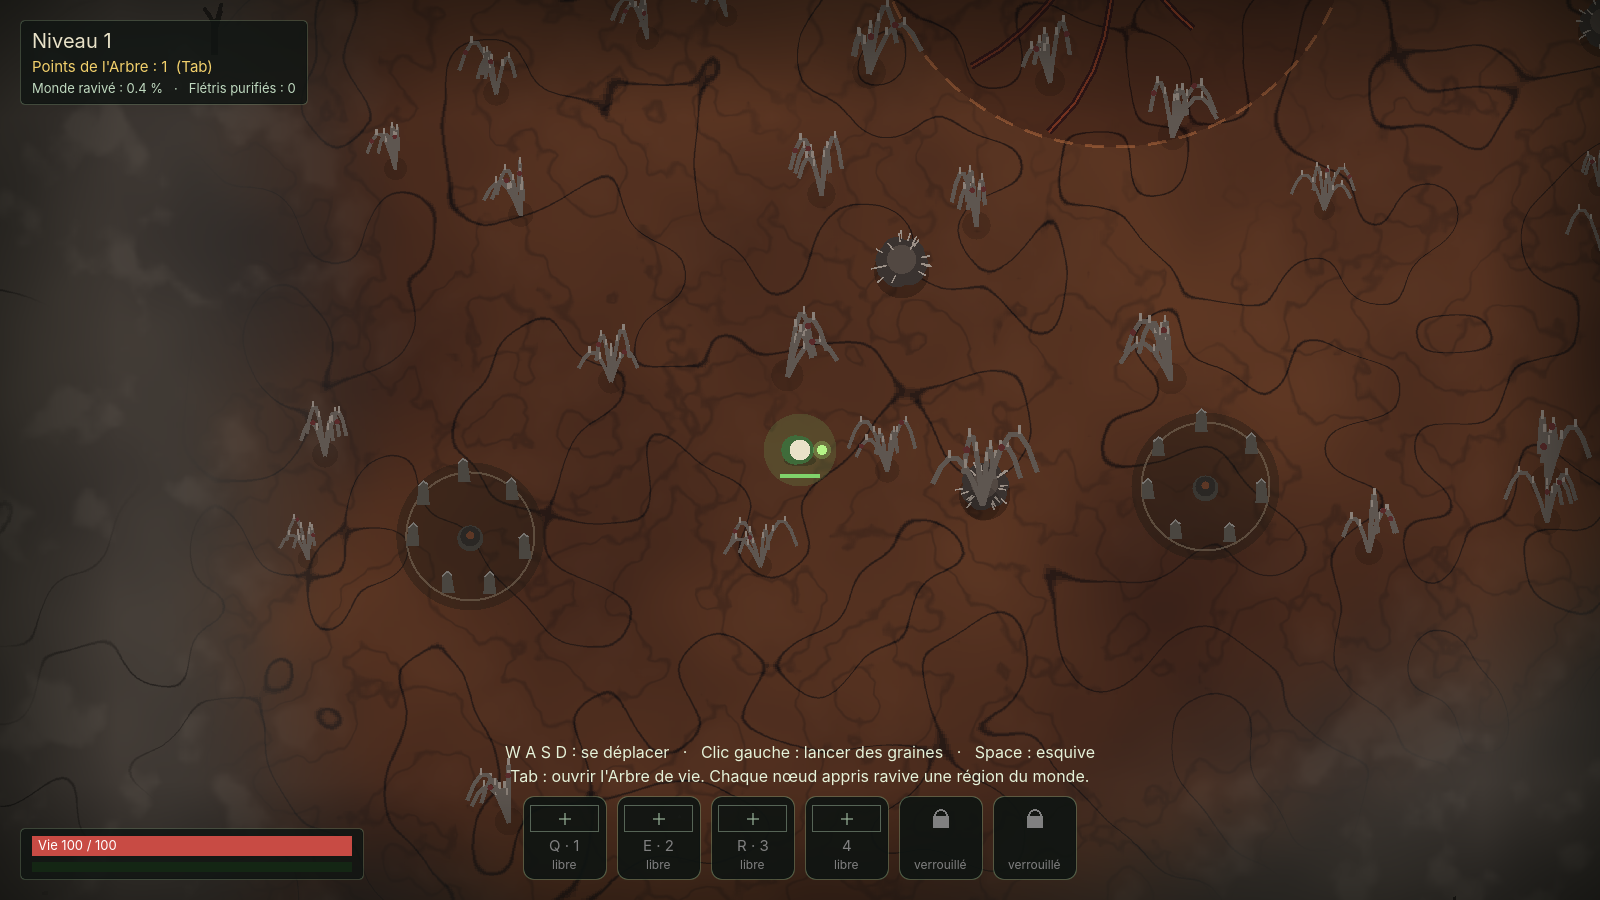 Niveau 1
Points de l'Arbre : 1 (Tab)
Monde ravivé : 0.4 % · Flétris purifiés : 0
W A S D : se déplacer · Clic gauche : lancer des graines · Space : esquive
Tab : ouvrir l'Arbre de vie. Chaque nœud appris ravive une région du monde.
Vie 100 / 100
Q · 1
libre
E · 2
libre
R · 3
libre
4
libre
verrouillé
verrouillé